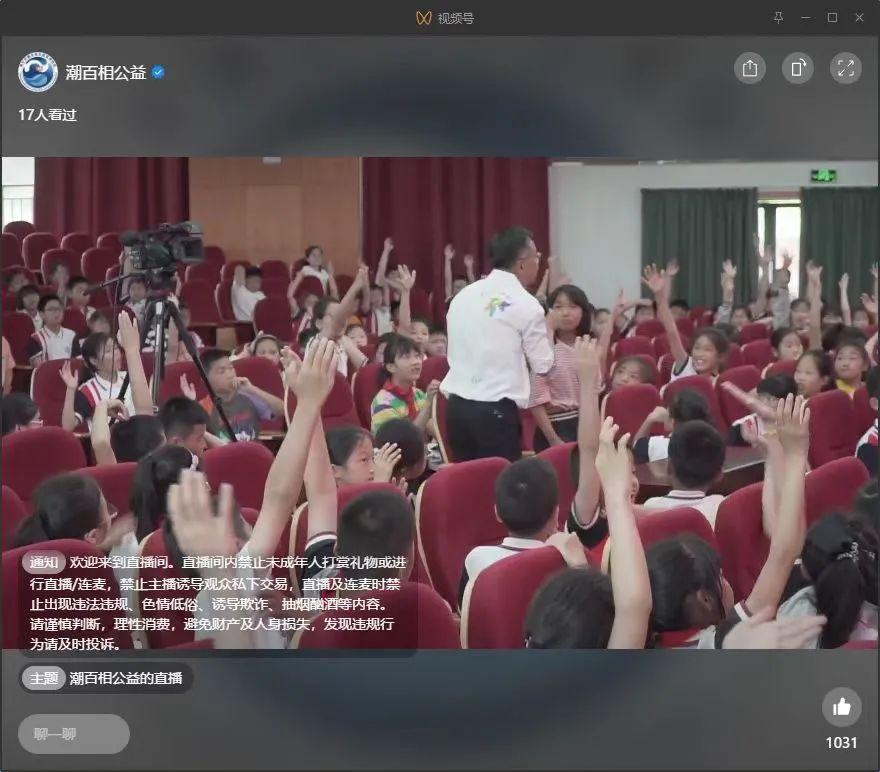 视频号
潮百相公益
17人看过
通知 欢迎来到直播间。直播间内禁止未成年人打赏礼物或进
行直播/连麦，禁止主播诱导观众私下交易，直播及连麦时禁
止出现违法违规、色情低俗、诱导欺诈、抽烟酗酒等内容。
请谨慎判断，理性消费，避免财产及人身损失，发现违规行
为请及时投诉。
主题 潮百相公益的直播
聊一聊
1031